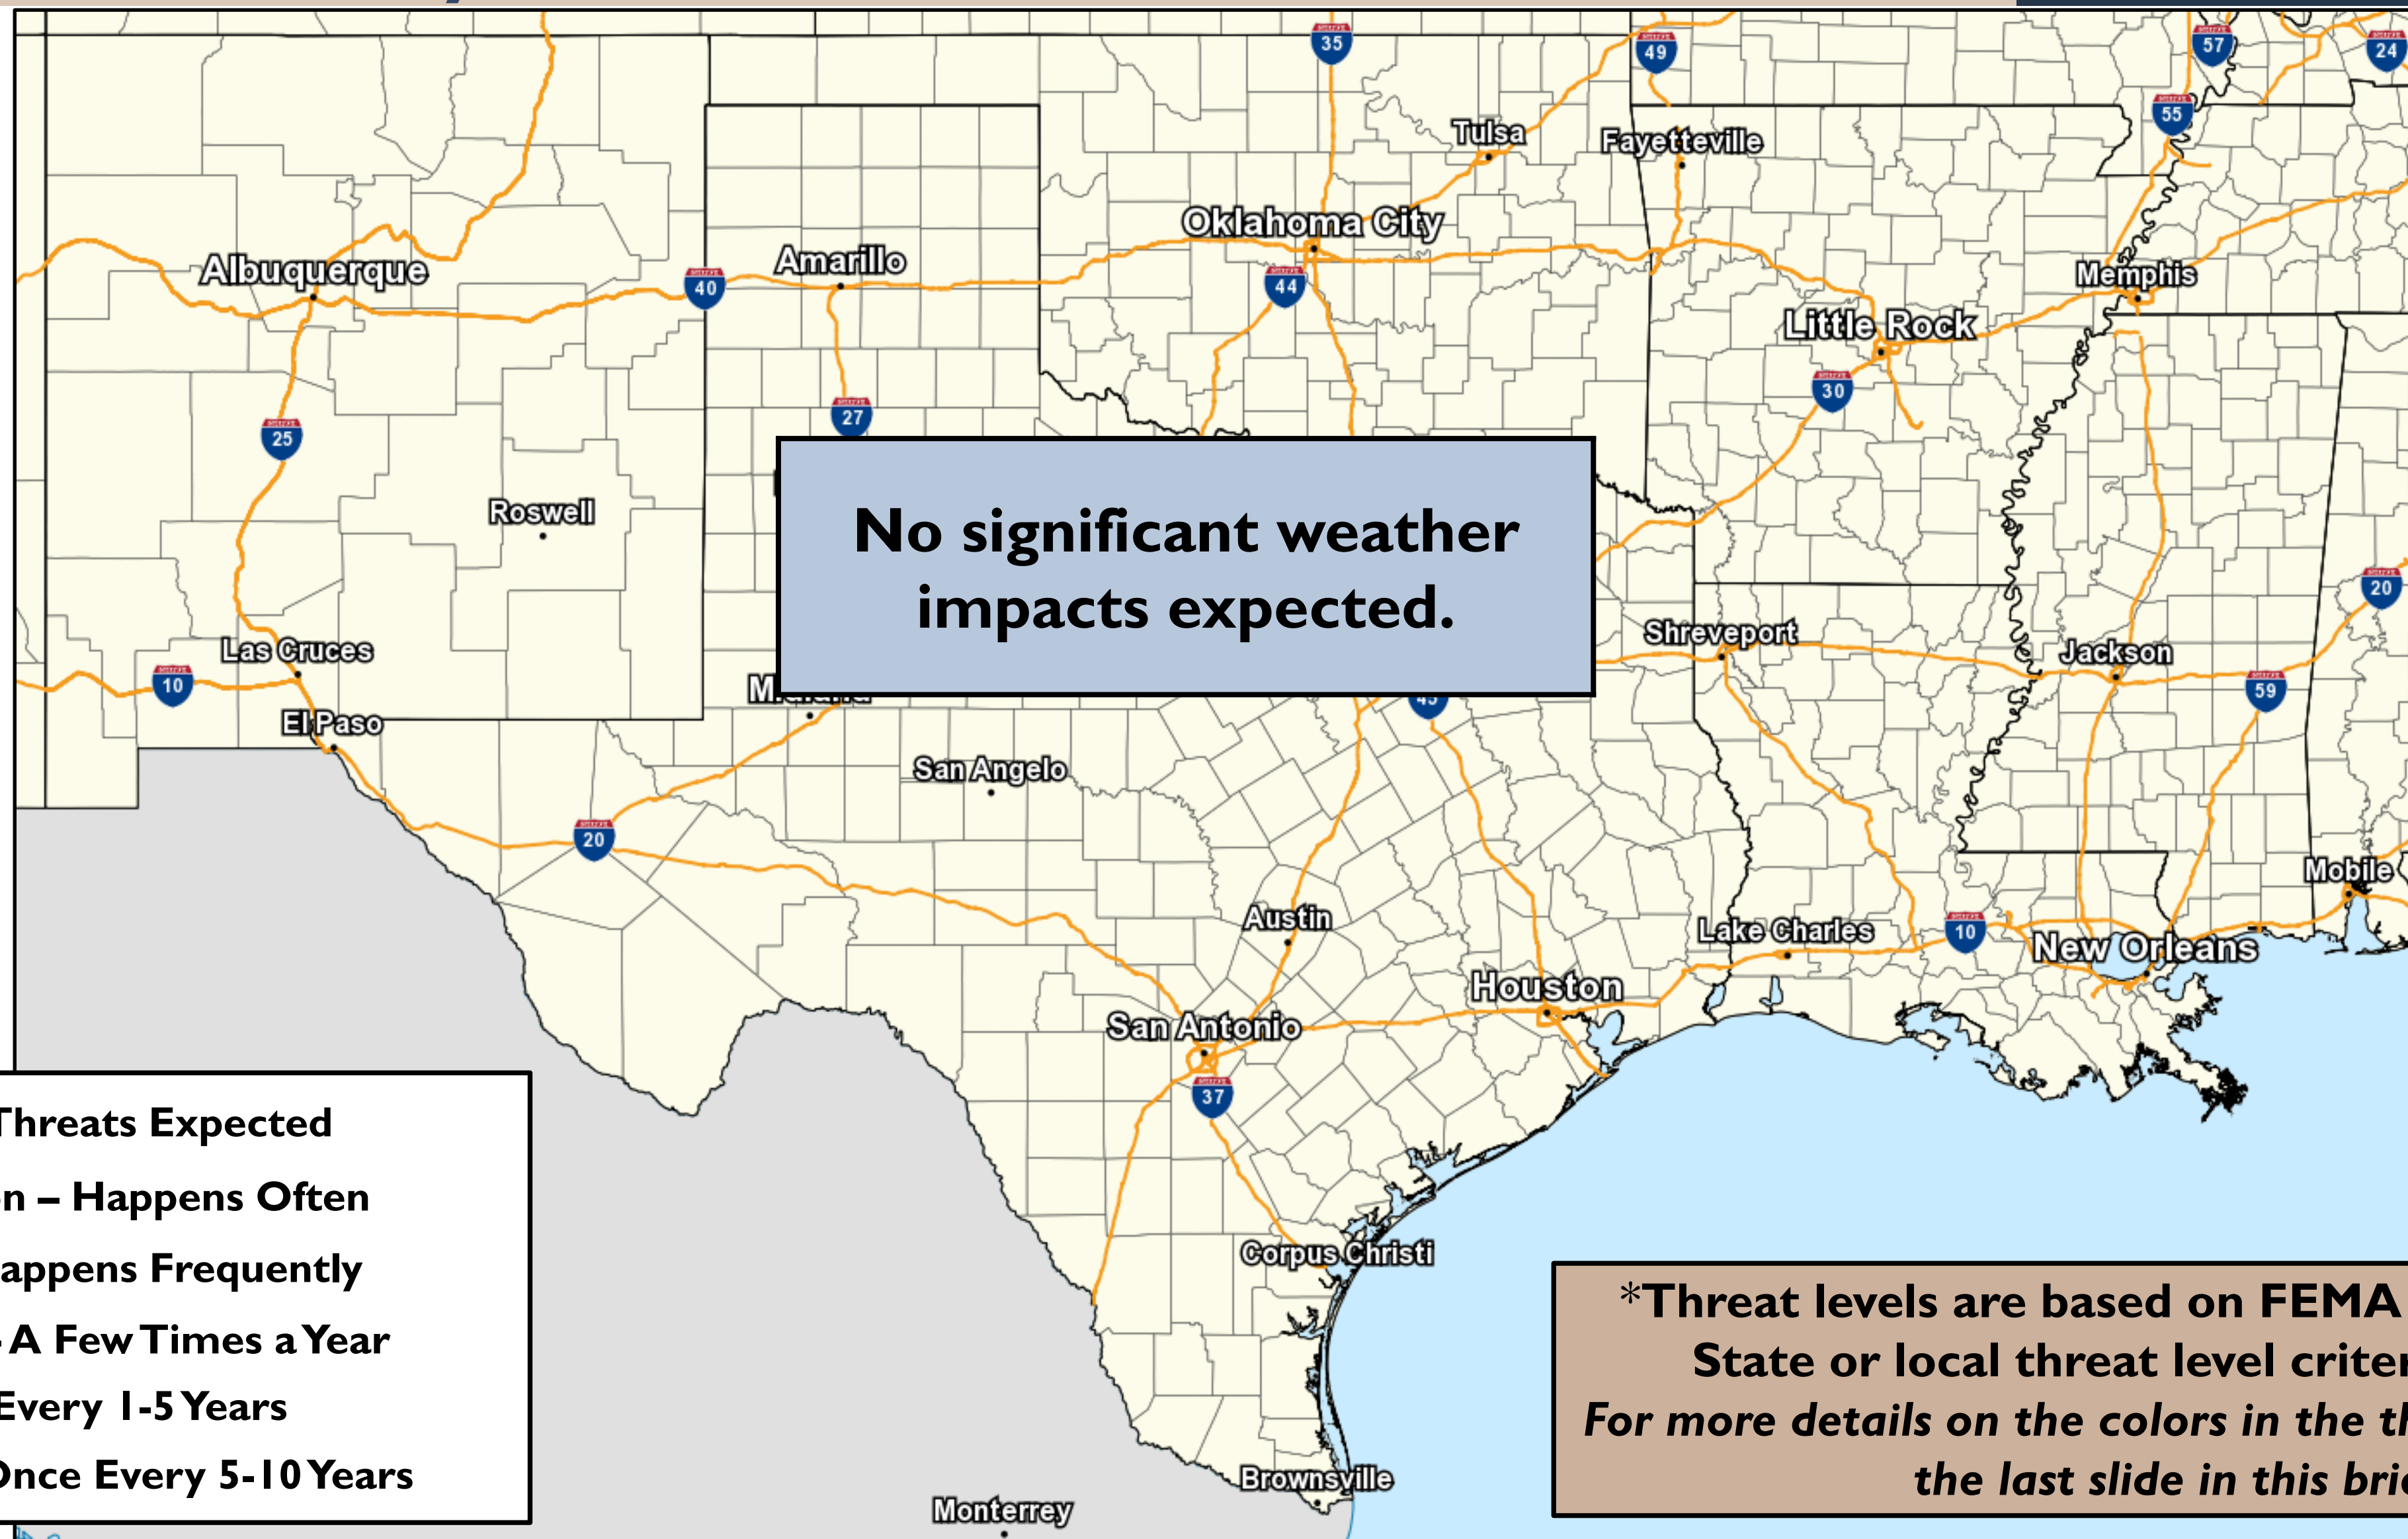 35
49
57
24
55
Tulsa
Fayetteville
Oklahoma City
Albuquerque
Amarillo
40
44
Memphis
Little Rock
30
27
25
Roswell
No significant weather
impacts expected.
20
Shreveport
Jackson
Las Cruces
10
59
45
El Paso
San Angelo
20
Mobile
Austin
Lake Charles
10
New Orleans
Houston
San Antonio
37
Threats Expected
n – Happens Often
appens Frequently
- A Few Times a Year
Every 1-5 Years
Once Every 5-10 Years
Corpus Christi
*Threat levels are based on FEMA
State or local threat level criter
For more details on the colors in the th
the last slide in this brie
Brownsville
Monterrey